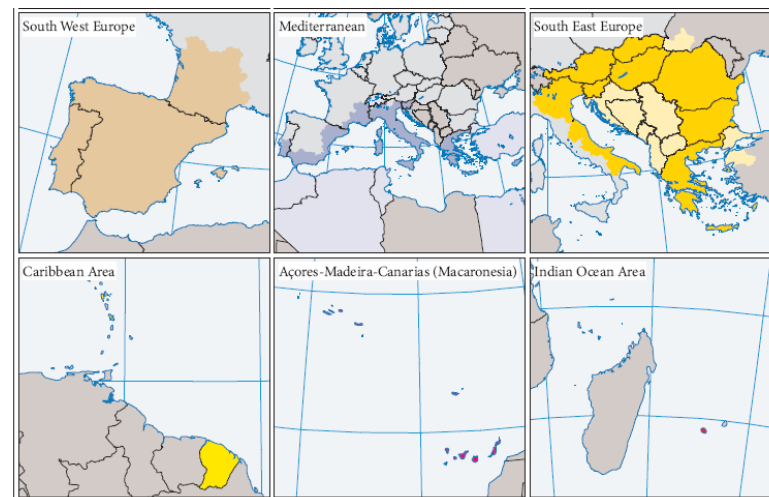 South West Europe
Mediterranean
South East Europe
Caribbean Area
Açores-Madeira-Canarias (Macaronesia)
Indian Ocean Area